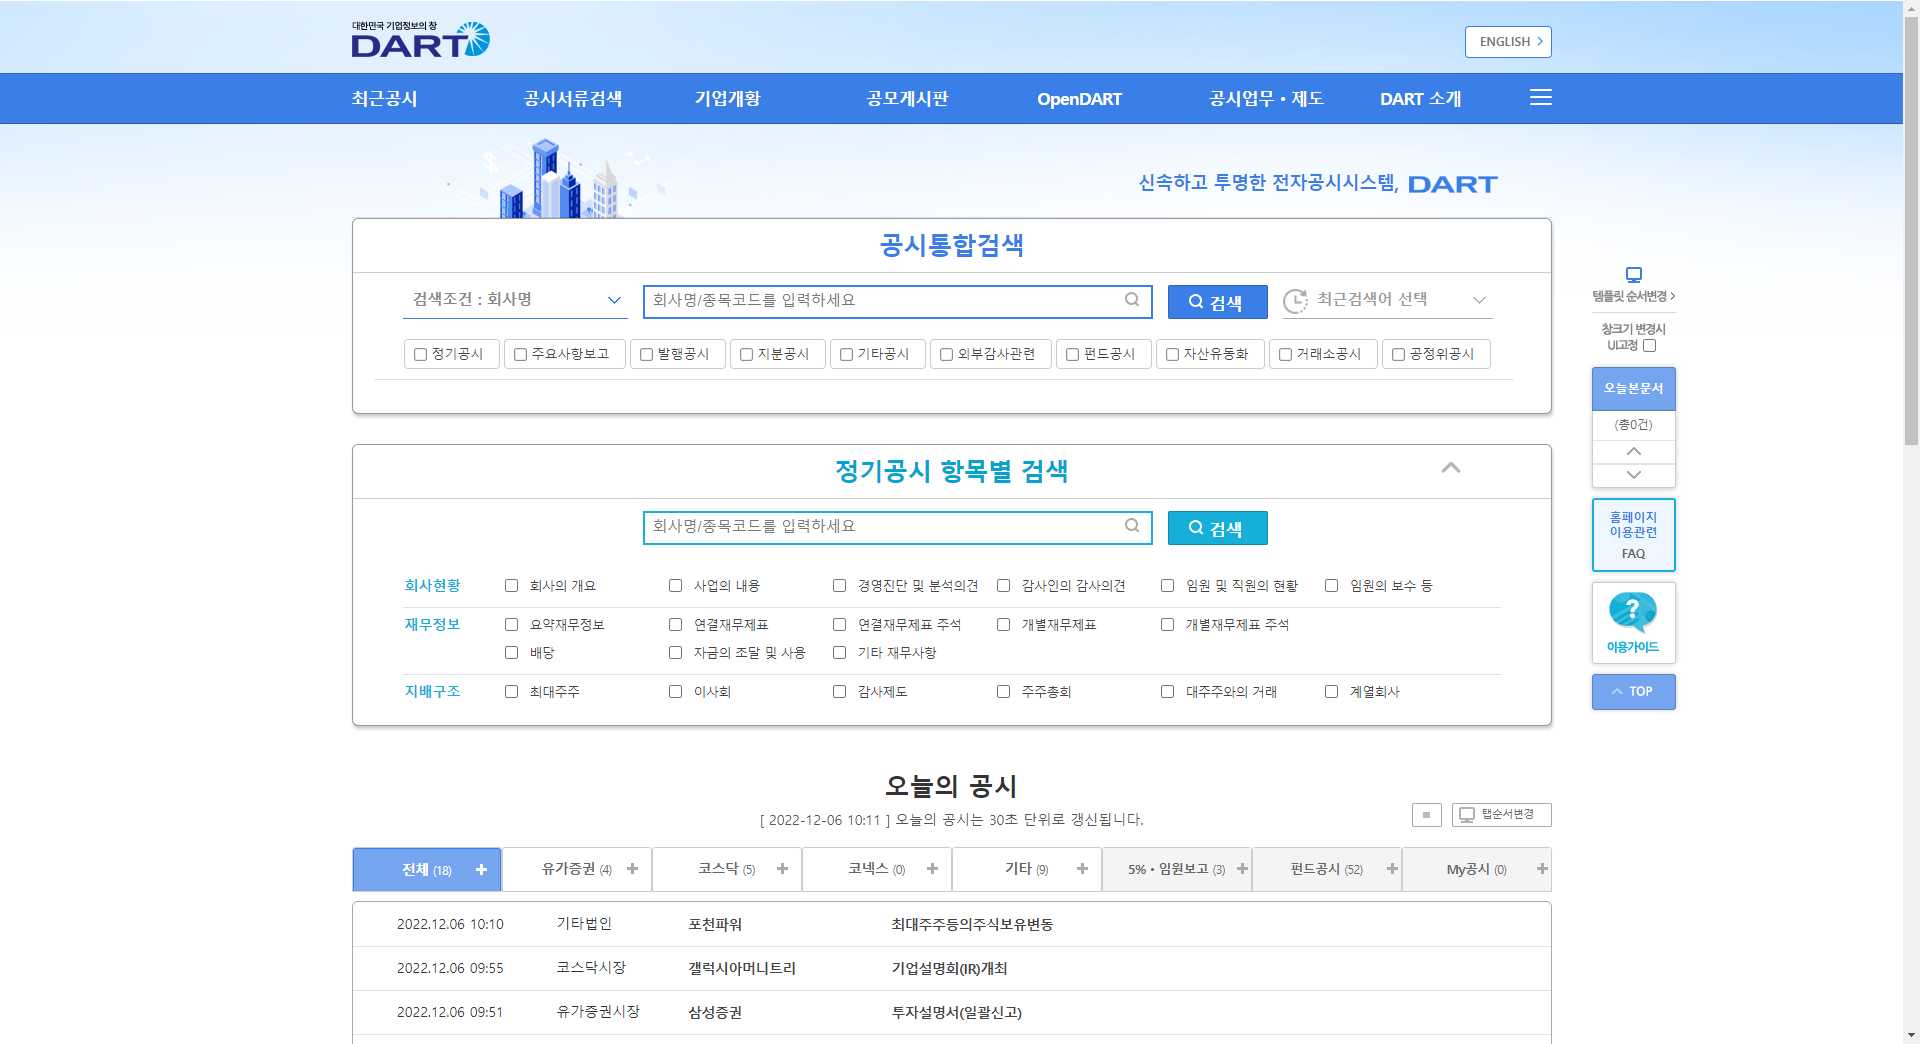 대한민국 기업정보의 창
DART
ENGLISH
최근공시 공시서류검색 기업개황 공모게시판 OpenDART 공시업무 • 제도 DART 소개
신속하고 투명한 전자공시시스템, DART
공시통합검색
검색조건 : 회사명 회사명/종목코드를 입력하세요 검색 최근검색어 선택
정기공시 주요사항보고 발행공시 지분공시 기타공시 외부감사관련 펀드공시 자산유동화 거래소공시 공정위공시
정기공시 항목별 검색
회사명/종목코드를 입력하세요 검색
회사현황 회사의 개요 사업의 내용 경영진단 및 분석의견 감사인의 감사의견 임원 및 직원의 현황 임원의 보수 등
재무정보 요약재무정보 연결재무제표 연결재무제표 주석 개별재무제표 개별재무제표 주석
배당 자금의 조달 및 사용 기타 재무사항
지배구조 최대주주 이사회 감사제도 주주총회 대주주와의 거래 계열회사
템플릿 순서변경
창크기 변경시
UI고정
오늘본문서
(총0건)
홈페이지
이용관련
FAQ
?
이용가이드
TOP
오늘의 공시
[ 2022-12-06 10:11 ] 오늘의 공시는 30초 단위로 갱신됩니다.
탭순서변경
전체 (18) 유가증권 (4) 코스닥 (5) 코넥스 (0) 기타 (9) 5% • 임원보고 (3) 펀드공시 (52) My공시 (0)
2022.12.06 10:10 기타법인 포천파워 최대주주등의주식보유변동
2022.12.06 09:55 코스닥시장 갤럭시아머니트리 기업설명회(IR)개최
2022.12.06 09:51 유가증권시장 삼성증권 투자설명서(일괄신고)